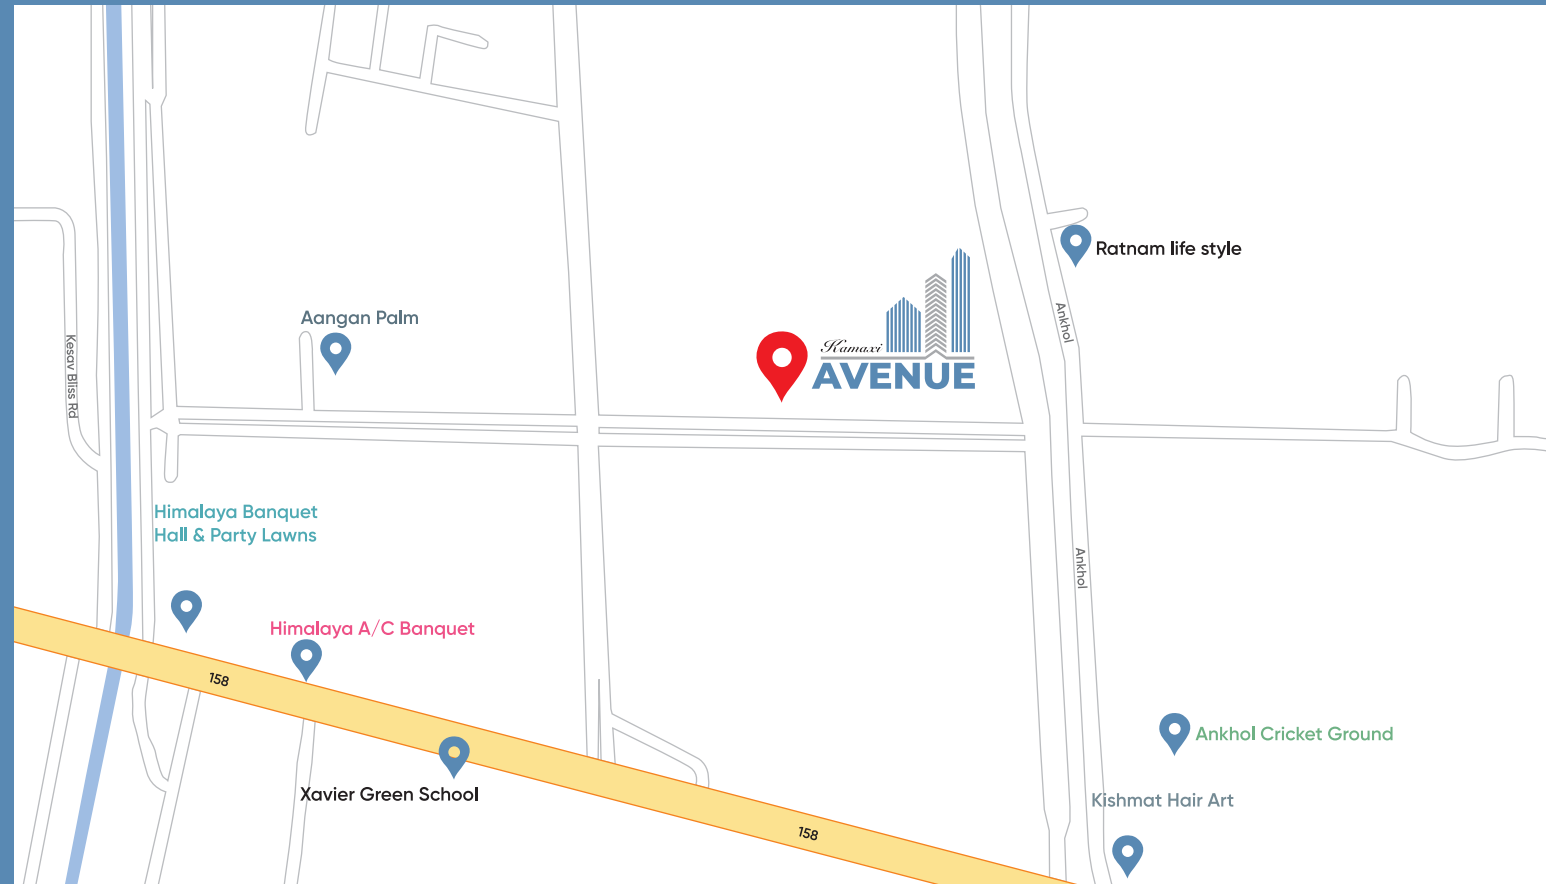 Ratnam life style
Ankhol
Aangan Palm
Kamaxi
AVENUE
Kesav Bliss Rd
Himalaya Banquet
Hall & Party Lawns
Ankhol
Himalaya A/C Banquet
158
Ankhol Cricket Ground
Xavier Green School
Kishmat Hair Art
158